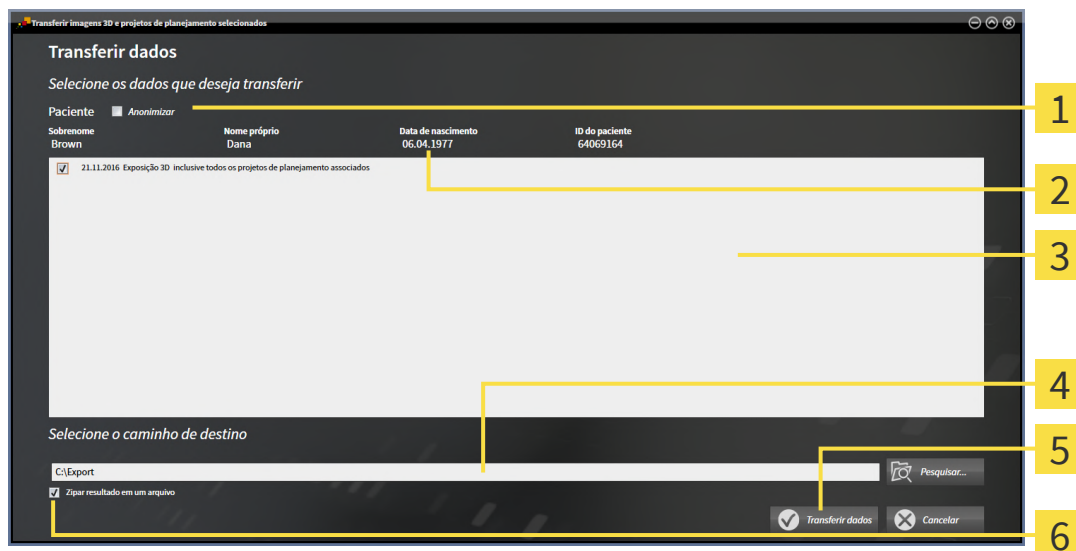 Transferir imagens 3D e projetos de planejamento selecionados
Transferir dados
Selecione os dados que deseja transferir
Paciente Anonimizar
1
Sobrenome Nome próprio Data de nascimento ID do paciente
Brown Dana 06.04.1977 64069164
21.11.2016 Exposição 3D inclusive todos os projetos de planejamento associados
2
3
4
Selecione o caminho de destino
5
C:\Export Pesquisar...
Zipar resultado em um arquivo
Transferir dados Cancelar
6